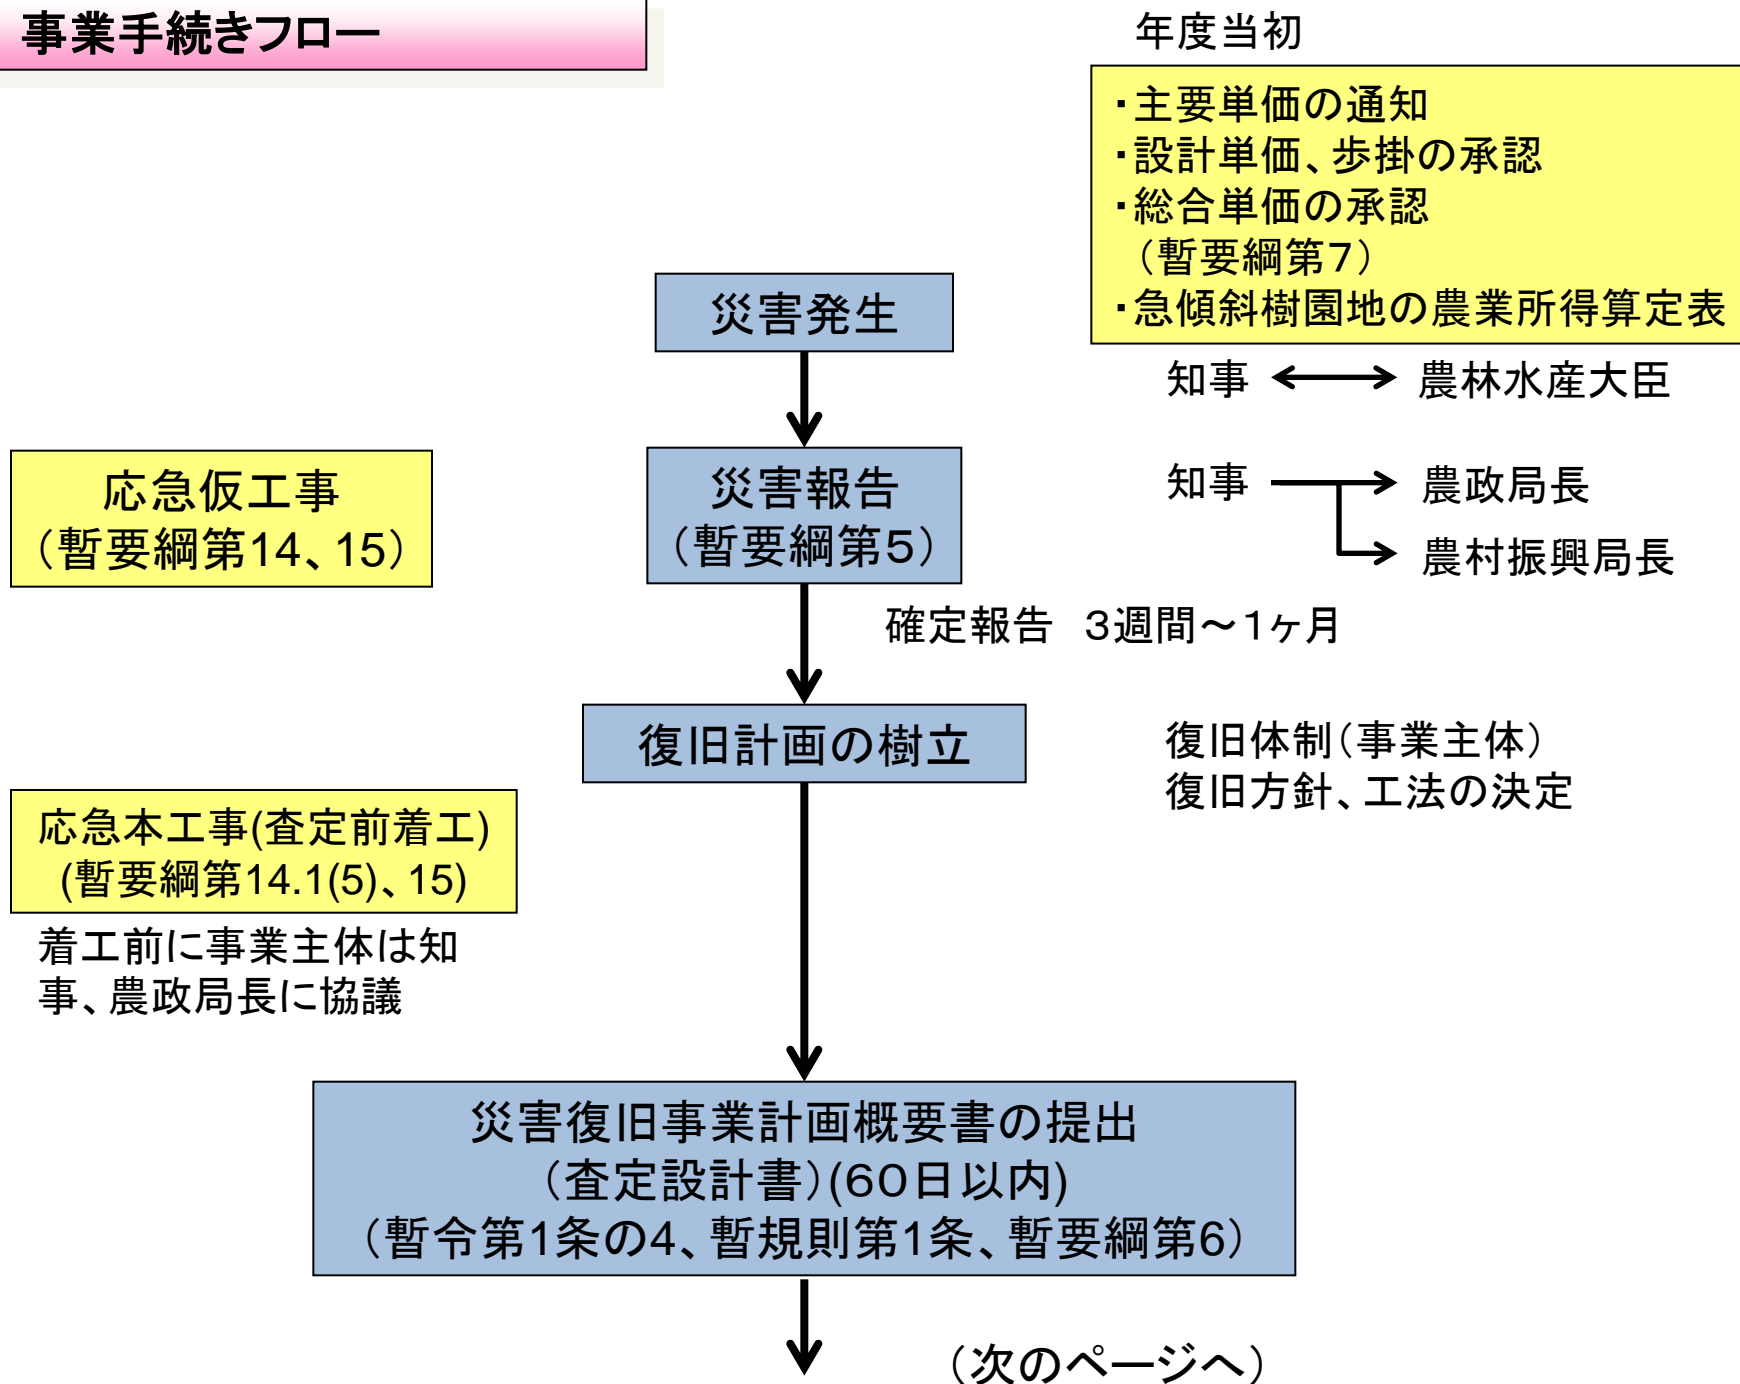 事業手続きフロー
年度当初
・主要単価の通知
・設計単価、歩掛の承認
・総合単価の承認
（暫要綱第7）
・急傾斜樹園地の農業所得算定表
災害発生
知事 農林水産大臣
応急仮工事
（暫要綱第14、15）
災害報告
（暫要綱第5）
知事 農政局長
農村振興局長
確定報告　3週間～1ヶ月
復旧計画の樹立
復旧体制（事業主体）
復旧方針、工法の決定
応急本工事(査定前着工)
(暫要綱第14.1(5)、15)
着工前に事業主体は知
事、農政局長に協議
災害復旧事業計画概要書の提出
（査定設計書）(60日以内)
（暫令第1条の4、暫規則第1条、暫要綱第6）
（次のページへ）